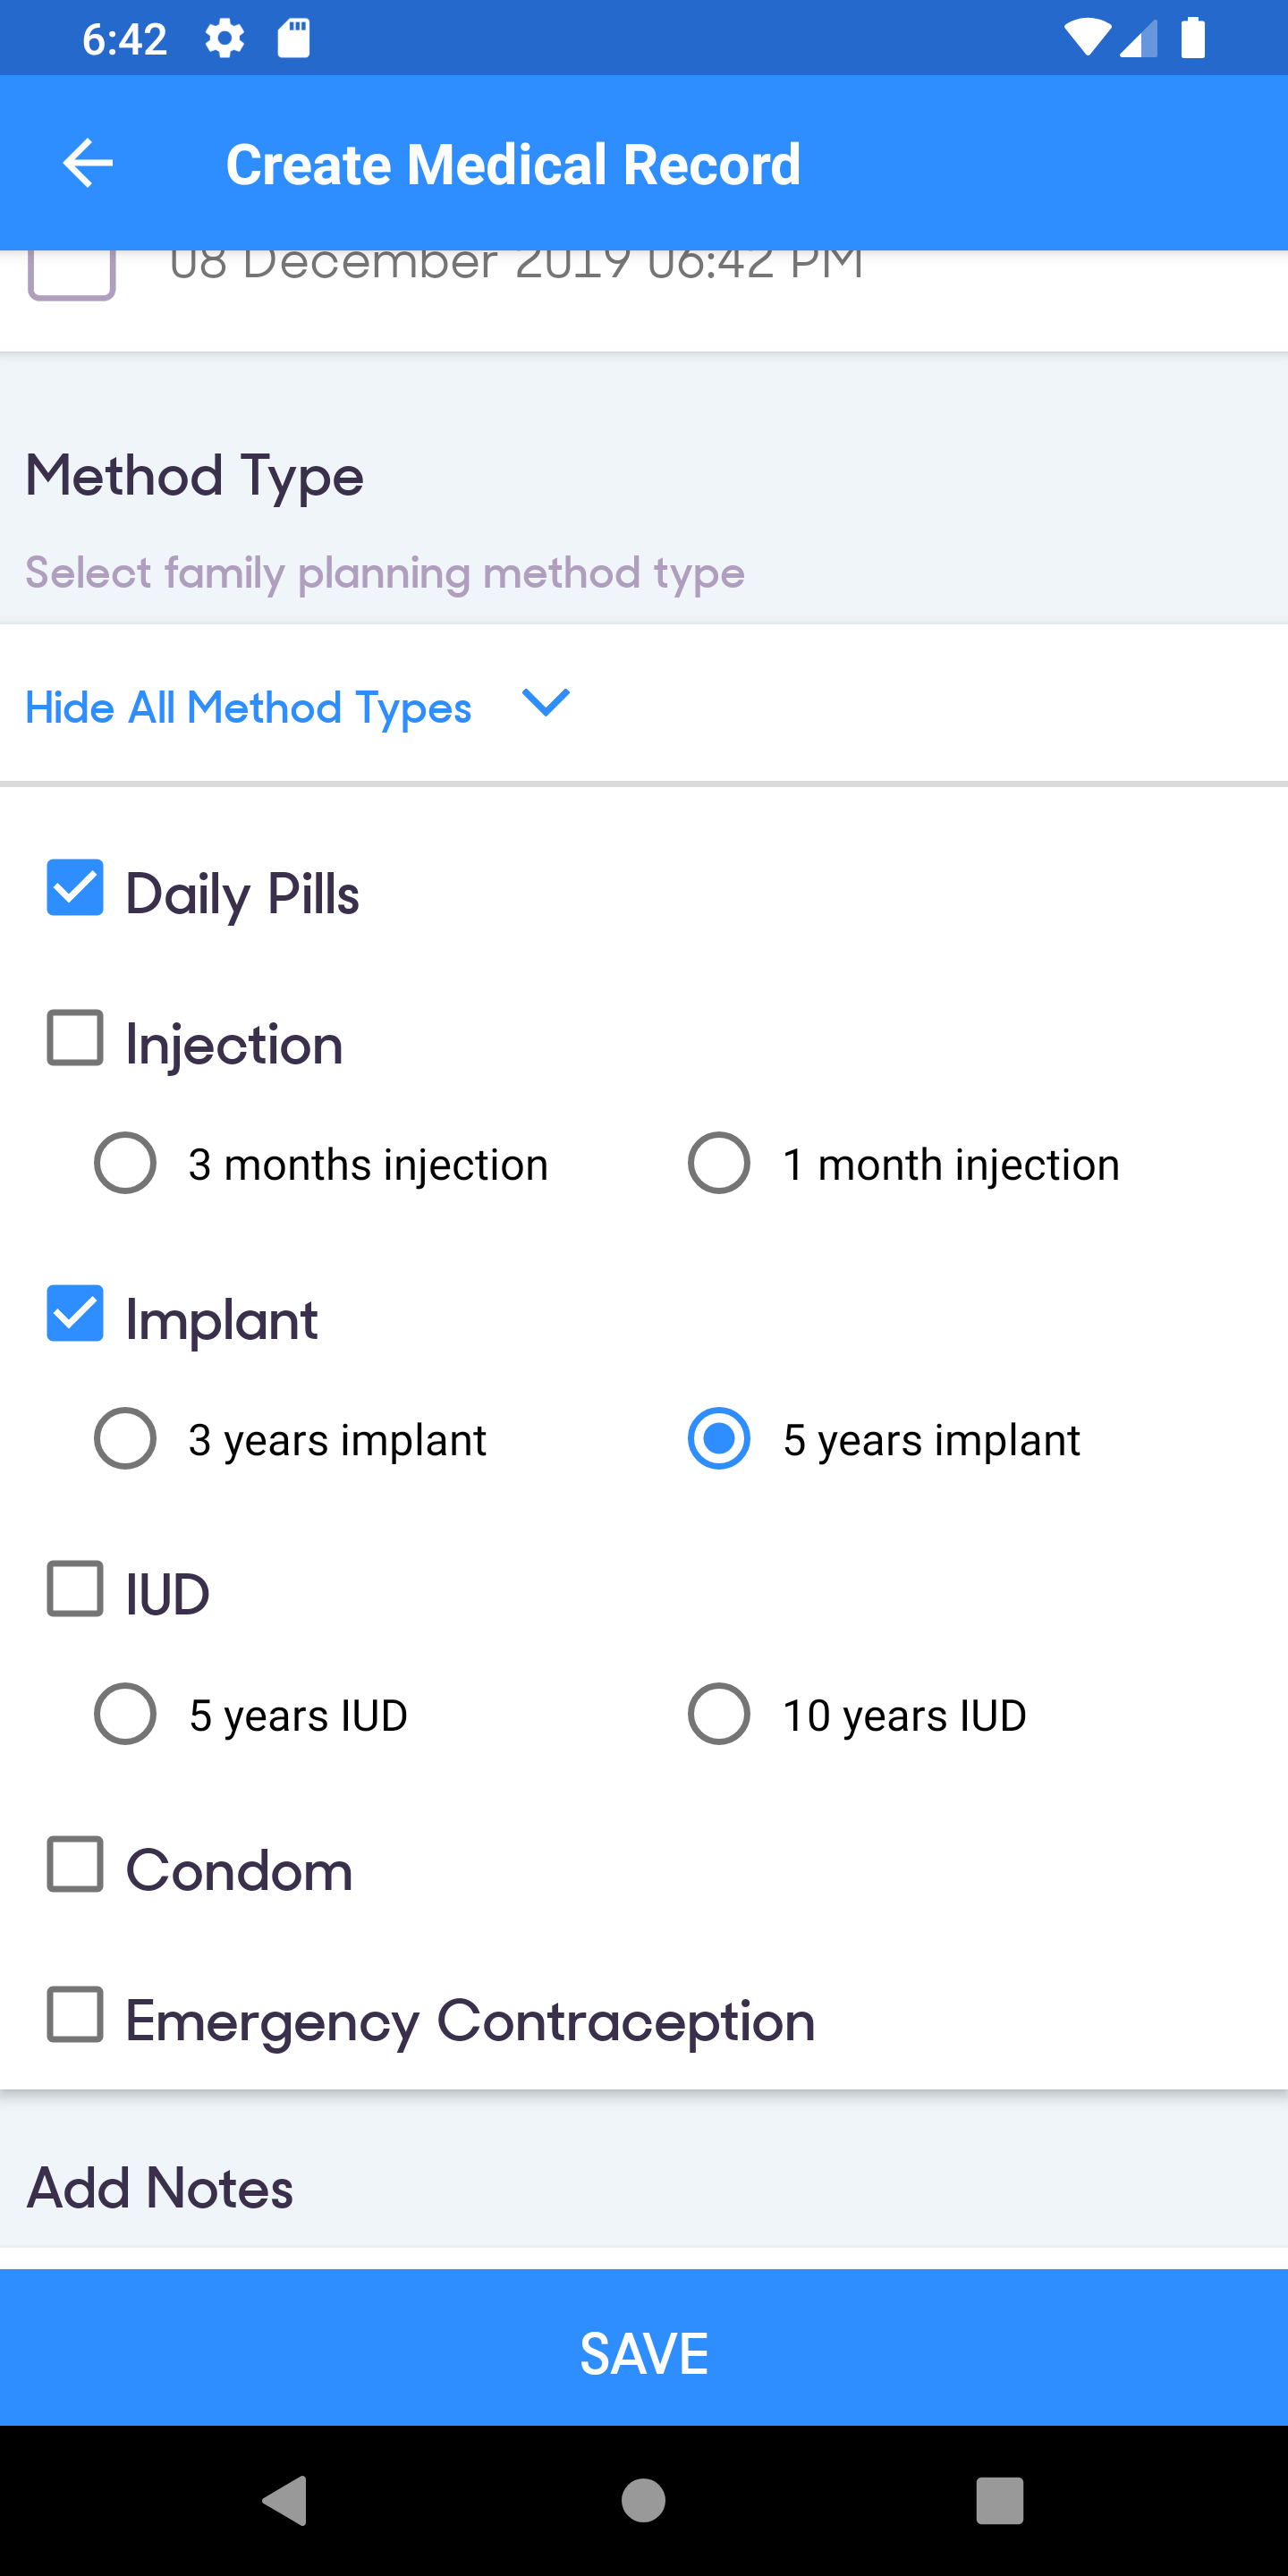 6:42
Create Medical Record
08 December 2019 06:42 PM
Method Type
Select family planning method type
Hide All Method Types
Daily Pills
Injection
3 months injection 1 month injection
Implant
3 years implant 5 years implant
IUD
5 years IUD 10 years IUD
Condom
Emergency Contraception
Add Notes
SAVE